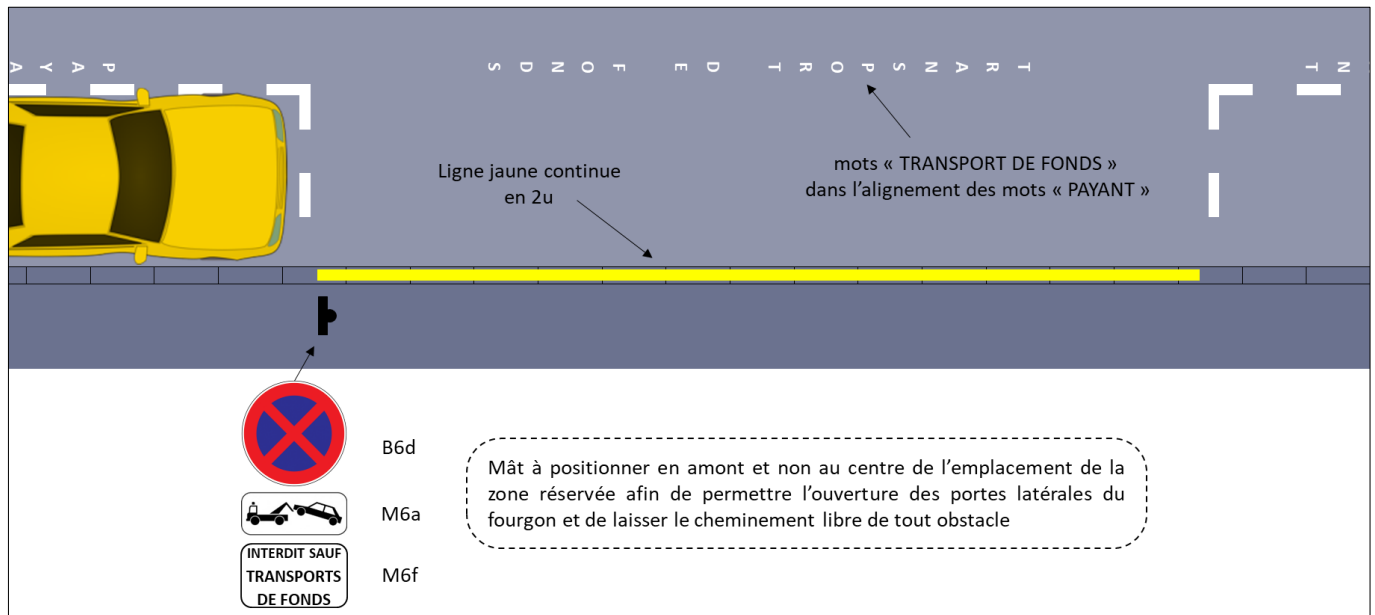 PAYA
TRANSPORT DE FONDS
NT
Ligne jaune continue
en 2u
mots « TRANSPORT DE FONDS »
dans l’alignement des mots « PAYANT »
B6d
M6a
INTERDIT SAUF
TRANSPORTS
DE FONDS
M6f
Mât à positionner en amont et non au centre de l’emplacement de la
zone réservée afin de permettre l’ouverture des portes latérales du
fourgon et de laisser le cheminement libre de tout obstacle